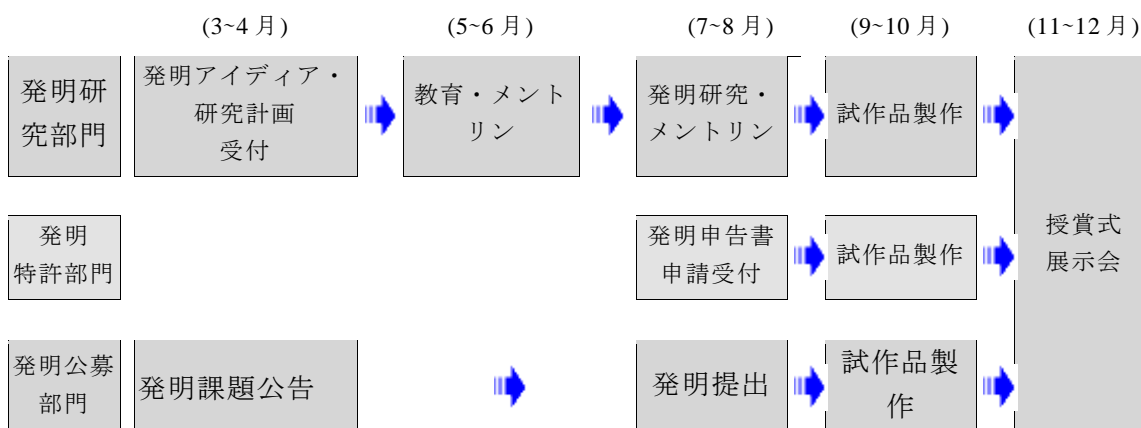 (3~4 月) (5~6 月) (7~8 月) (9~10 月) (11~12 月)
発明研
究部門
発明アイディア・
研究計画
受付
教育・メント
リン
発明研究・
メントリン
試作品製作
発明
特許部門
発明申告書
申請受付
試作品製作
授賞式
展示会
発明公募
部門
発明課題公告
発明提出
試作品製
作